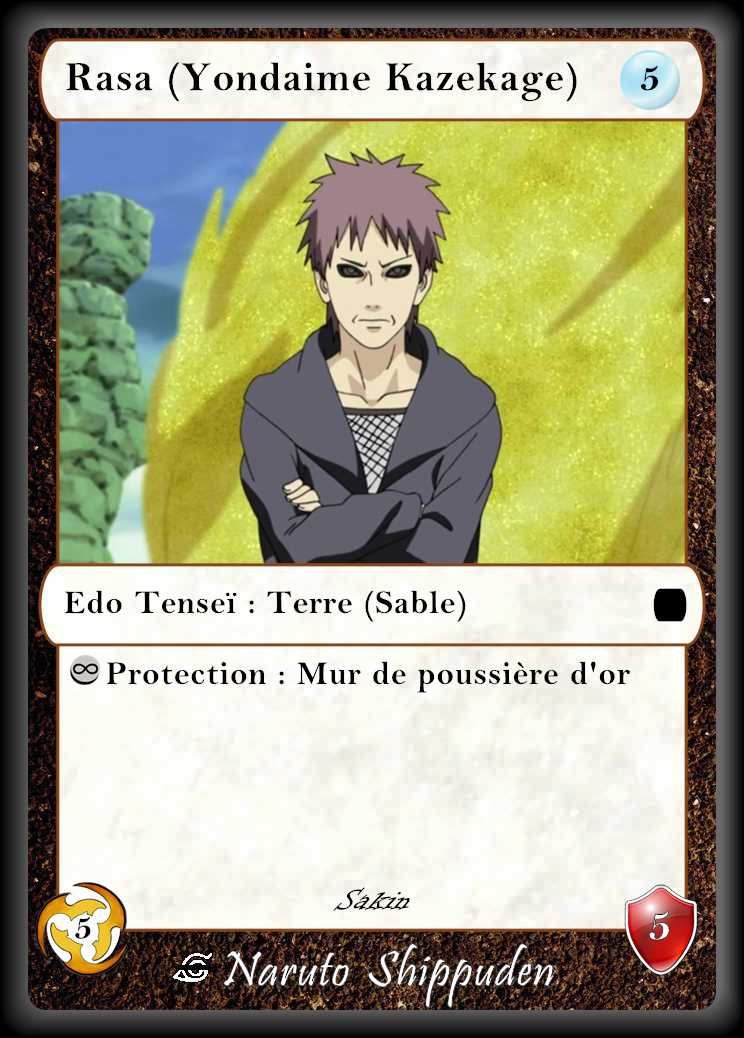 Rasa (Yondaime Kazekage) 5
Edo Tenseï : Terre (Sable)
∞ Protection : Mur de poussière d'or
Sakin
5 5
Naruto Shippuden